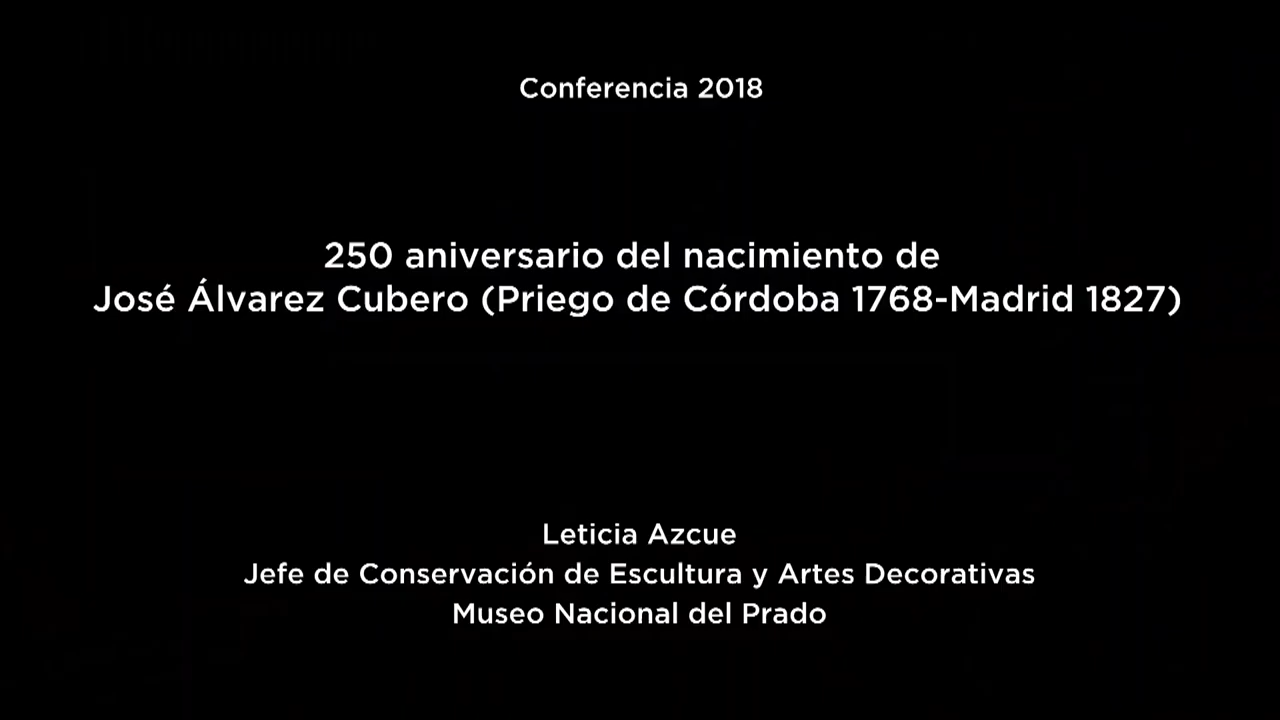 Conferencia 2018
250 aniversario del nacimiento de
José Álvarez Cubero (Priego de Córdoba 1768-Madrid 1827)
Leticia Azcue
Jefe de Conservación de Escultura y Artes Decorativas
Museo Nacional del Prado